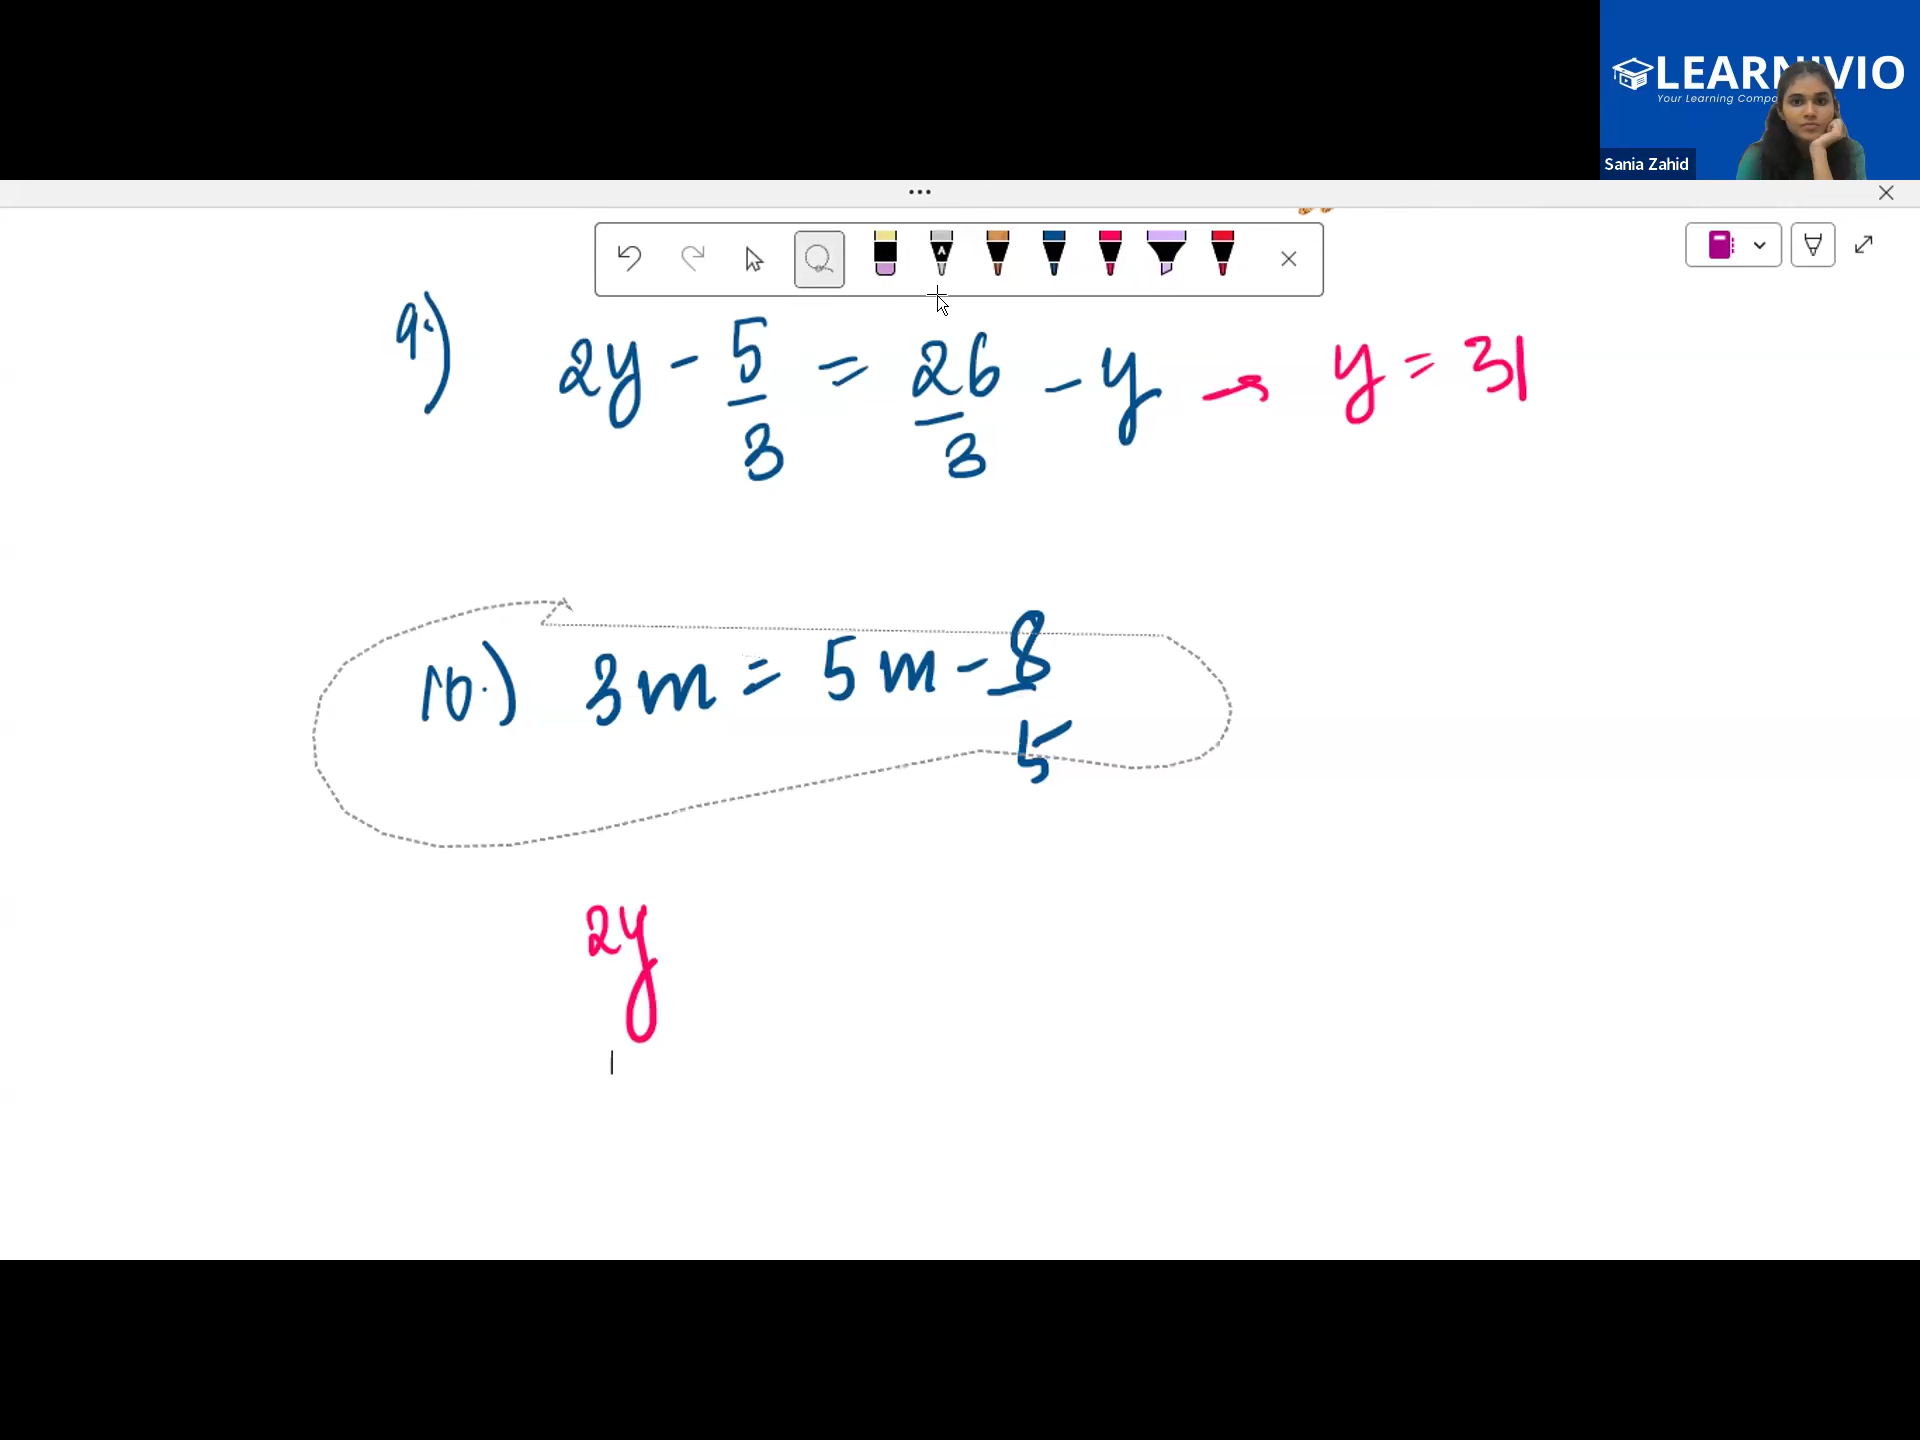 LEARNIVIO
Your Learning Compa
Sania Zahid
9.) 2y - 5/3 = 26/3 - y → y = 31
10.) 3m = 5m - 8/5
2y